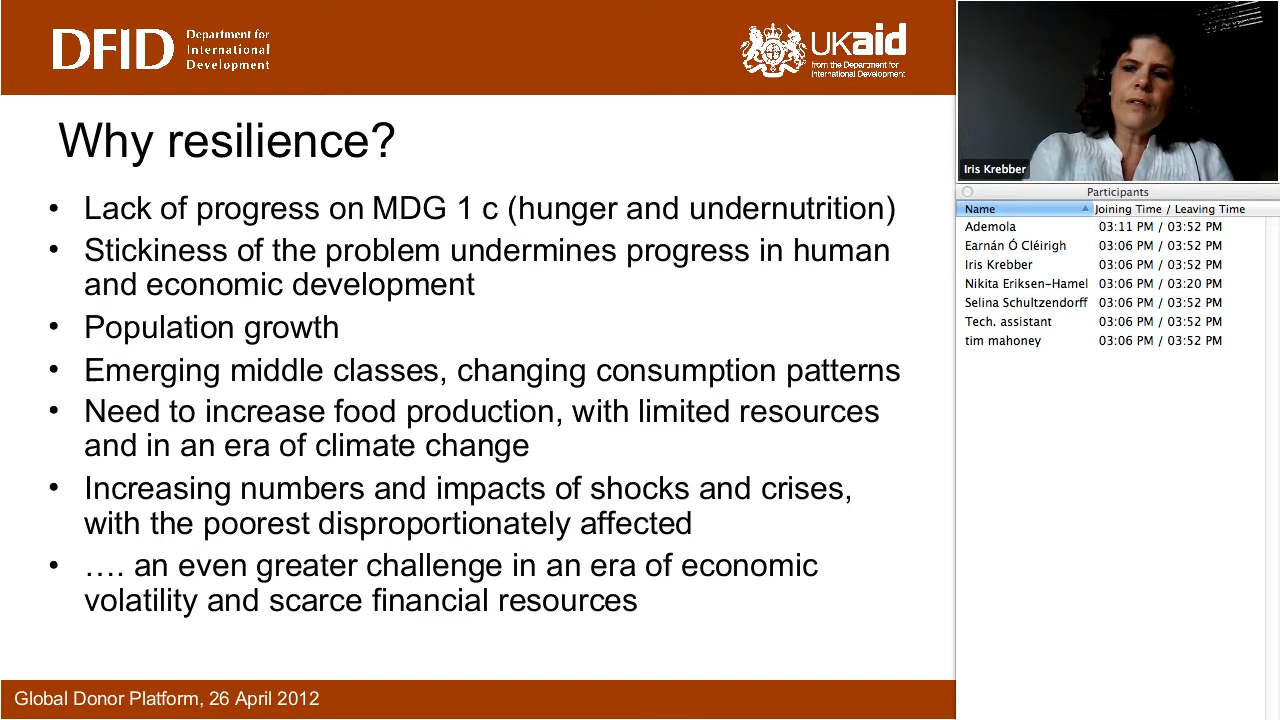 DFID
Department for
International
Development
UKaid
from the Department for
International Development
Why resilience?
• Lack of progress on MDG 1 c (hunger and undernutrition)
• Stickiness of the problem undermines progress in human
and economic development
• Population growth
• Emerging middle classes, changing consumption patterns
• Need to increase food production, with limited resources
and in an era of climate change
• Increasing numbers and impacts of shocks and crises,
with the poorest disproportionately affected
• …. an even greater challenge in an era of economic
volatility and scarce financial resources
Global Donor Platform, 26 April 2012
Iris Krebber
Participants
Name Joining Time / Leaving Time
Ademola 03:11 PM / 03:52 PM
Earnán Ó Cléirigh 03:06 PM / 03:52 PM
Iris Krebber 03:06 PM / 03:52 PM
Nikita Eriksen-Hamel 03:06 PM / 03:20 PM
Selina Schultzendorff 03:06 PM / 03:52 PM
Tech. assistant 03:06 PM / 03:52 PM
tim mahoney 03:06 PM / 03:52 PM